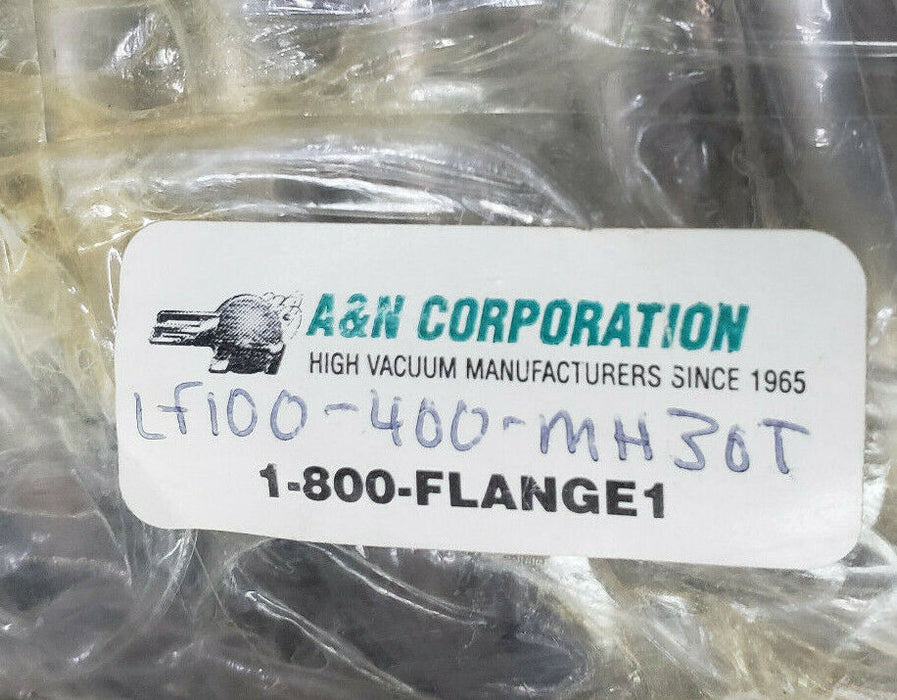 A&N CORPORATION
HIGH VACUUM MANUFACTURERS SINCE 1965
LF100-400-MH30T
1-800-FLANGE1